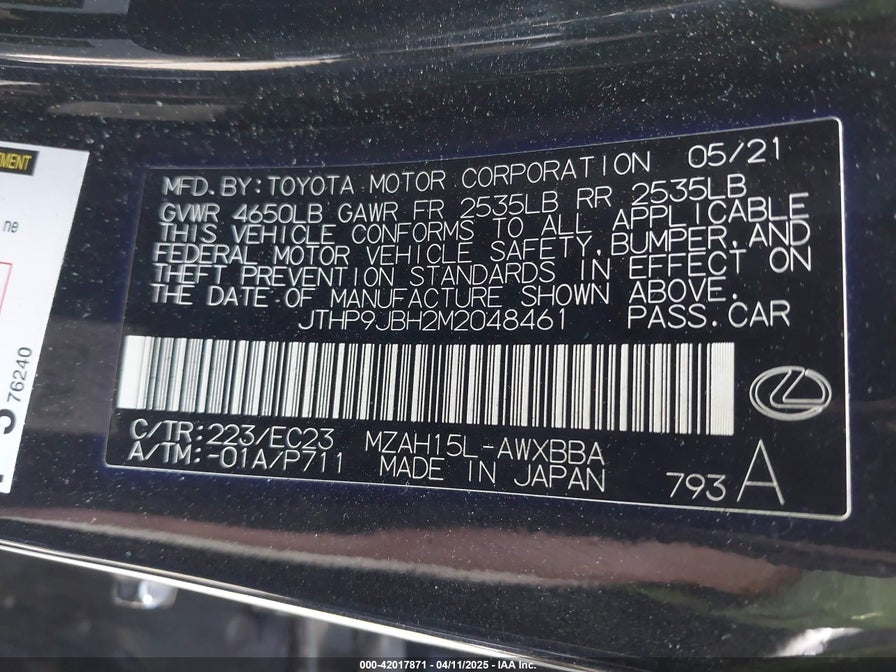 MFD. BY: TOYOTA MOTOR CORPORATION 05/21
GVWR 4650LB GAWR FR 2535LB RR 2535LB
THIS VEHICLE CONFORMS TO ALL APPLICABLE
FEDERAL MOTOR VEHICLE SAFETY, BUMPER, AND
THEFT PREVENTION STANDARDS IN EFFECT ON
THE DATE OF MANUFACTURE SHOWN ABOVE.
JTHP9JBH2M2048461 PASS. CAR
C/TR: 223/EC23 MZAH15L-AWXBBA
A/TM: -01A/P711 MADE IN JAPAN 793 A
ne
76240
000-42017871 - 04/11/2025 - IAA Inc.